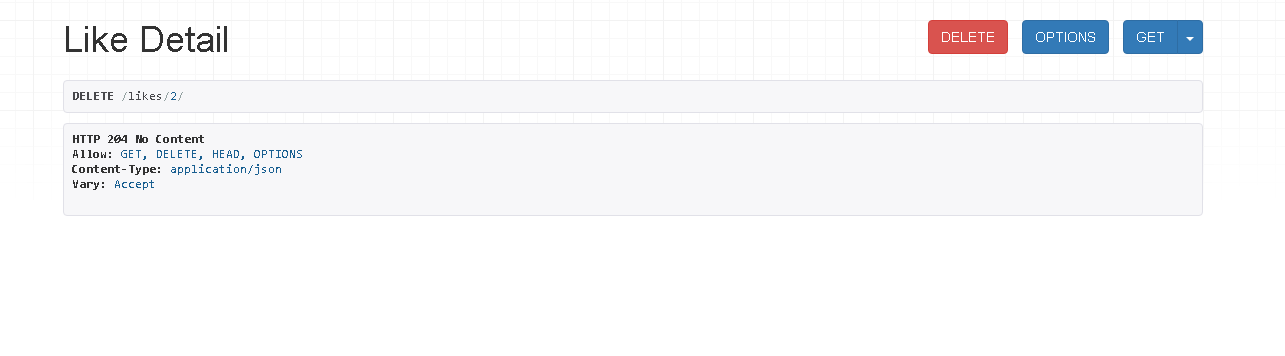 Like Detail
DELETE OPTIONS GET
DELETE /likes/2/
HTTP 204 No Content
Allow: GET, DELETE, HEAD, OPTIONS
Content-Type: application/json
Vary: Accept